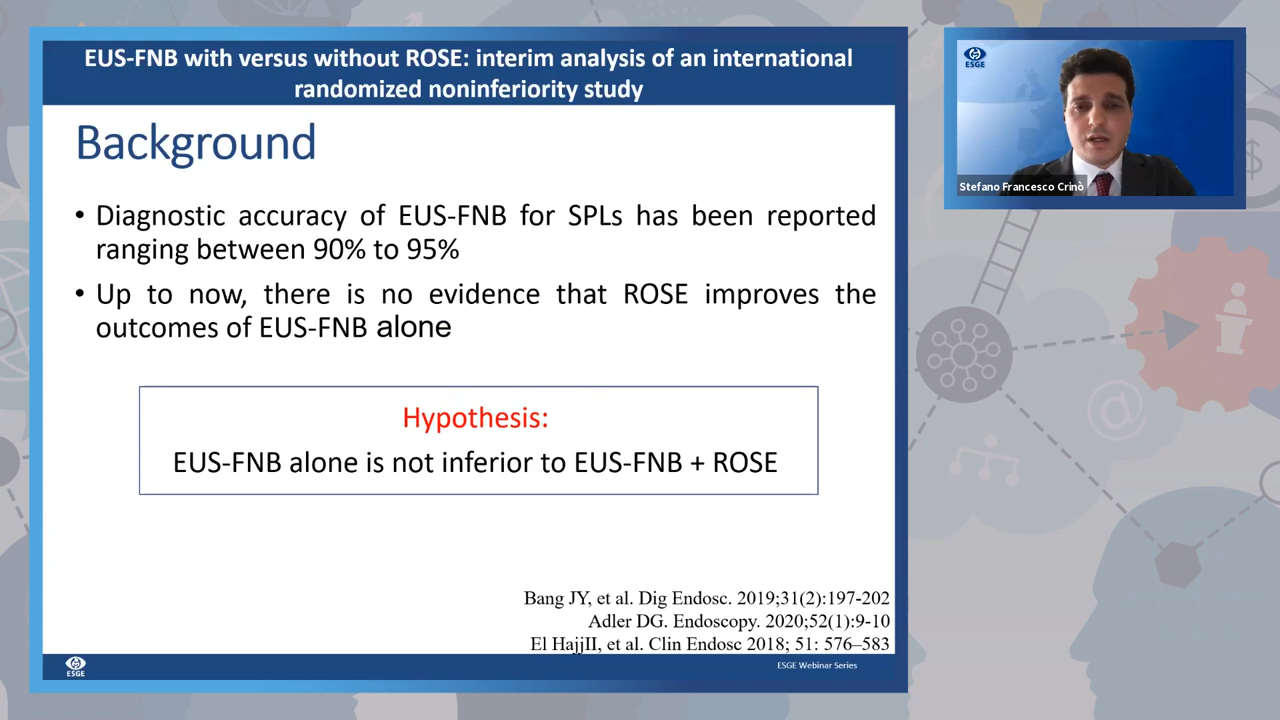 EUS-FNB with versus without ROSE: interim analysis of an international
randomized noninferiority study
Background
• Diagnostic accuracy of EUS-FNB for SPLs has been reported
ranging between 90% to 95%
• Up to now, there is no evidence that ROSE improves the
outcomes of EUS-FNB alone
Hypothesis:
EUS-FNB alone is not inferior to EUS-FNB + ROSE
Bang JY, et al. Dig Endosc. 2019;31(2):197-202
Adler DG. Endoscopy. 2020;52(1):9-10
El HajjII, et al. Clin Endosc 2018; 51: 576–583
ESGE
ESGE Webinar Series
ESGE
Stefano Francesco Crinò